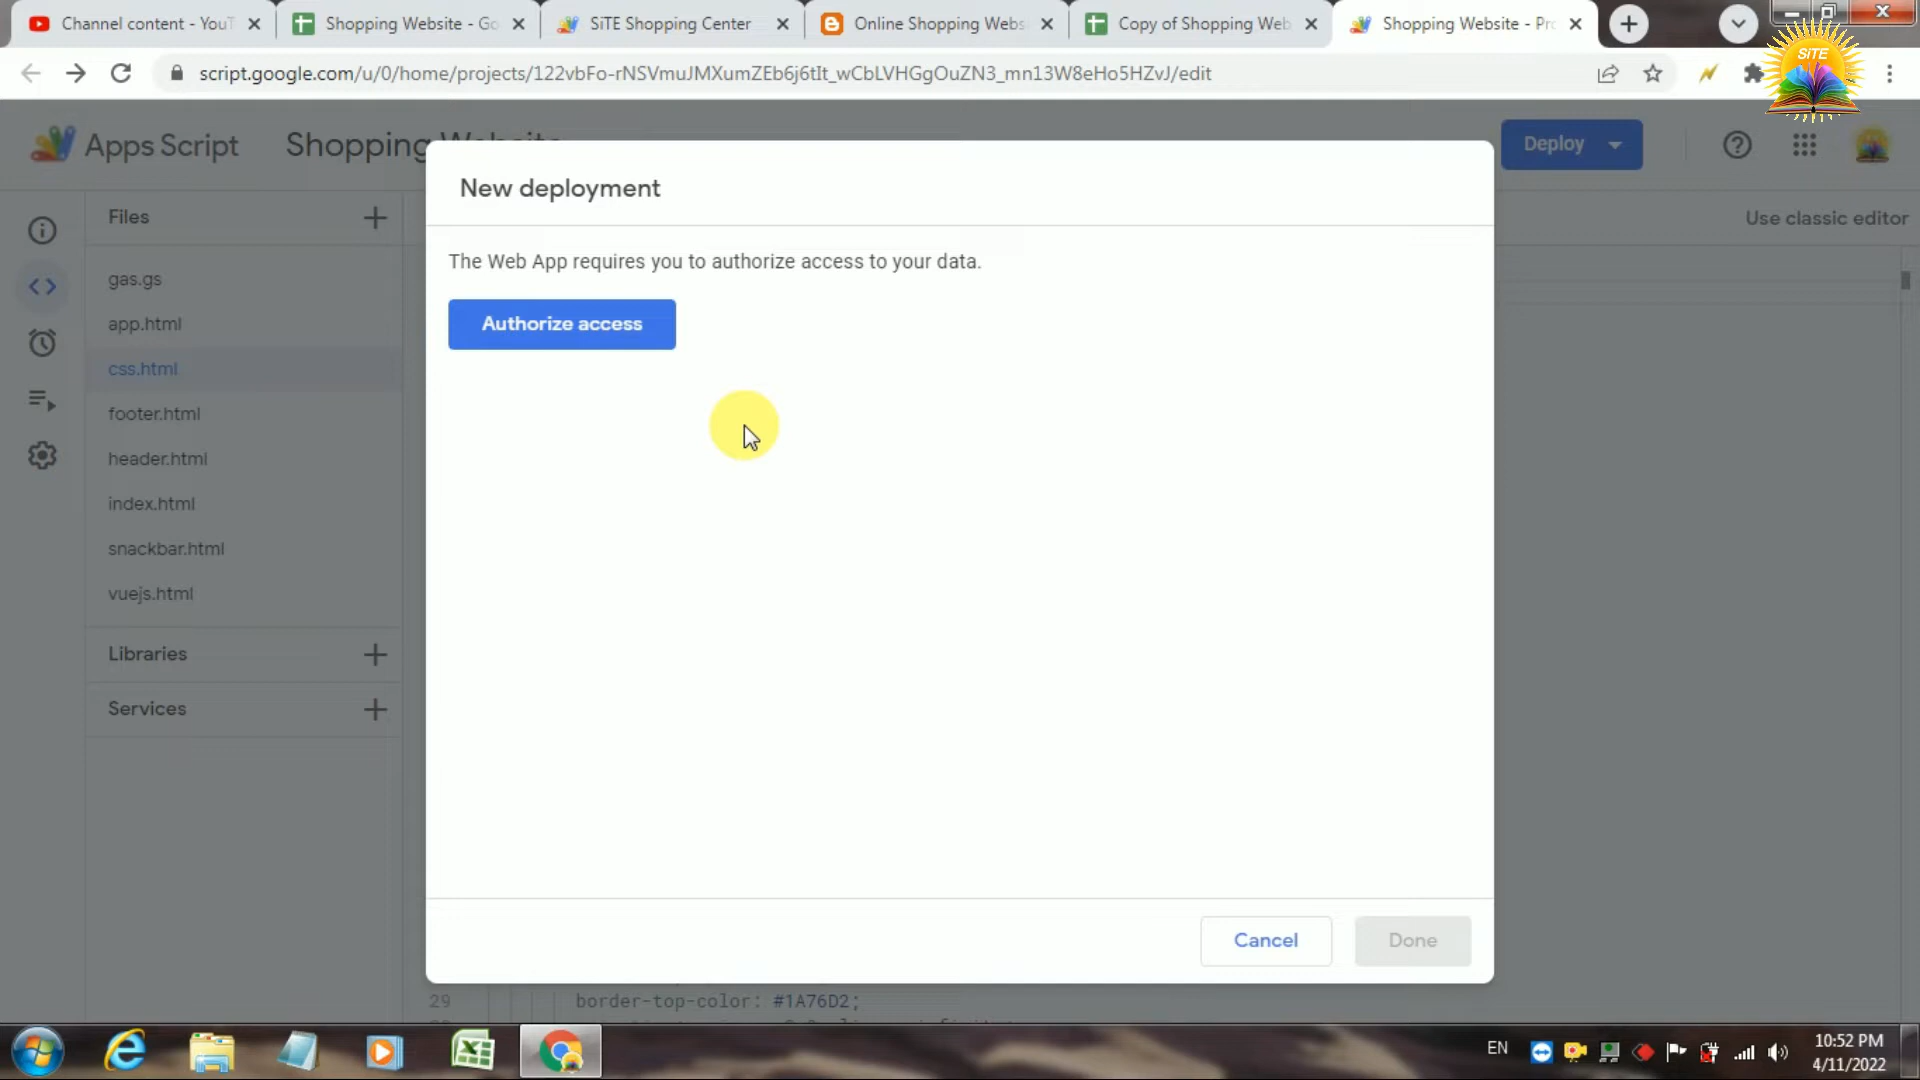 Channel content - YouT
Shopping Website - Go
SiTE Shopping Center
Online Shopping Webs
Copy of Shopping Web
Shopping Website - Pro
script.google.com/u/0/home/projects/122vbFo-rNSVmuJMXumZEb6j6tIt_wCbLVHGgOuZN3_mn13W8eHo5HZvJ/edit
SITE
Apps Script
Shopping Website
Deploy
New deployment
Files
Use classic editor
The Web App requires you to authorize access to your data.
gas.gs
Authorize access
app.html
css.html
footer.html
header.html
index.html
snackbar.html
vuejs.html
Libraries
Services
Cancel
Done
29
border-top-color: #1A76D2;
EN
10:52 PM
4/11/2022